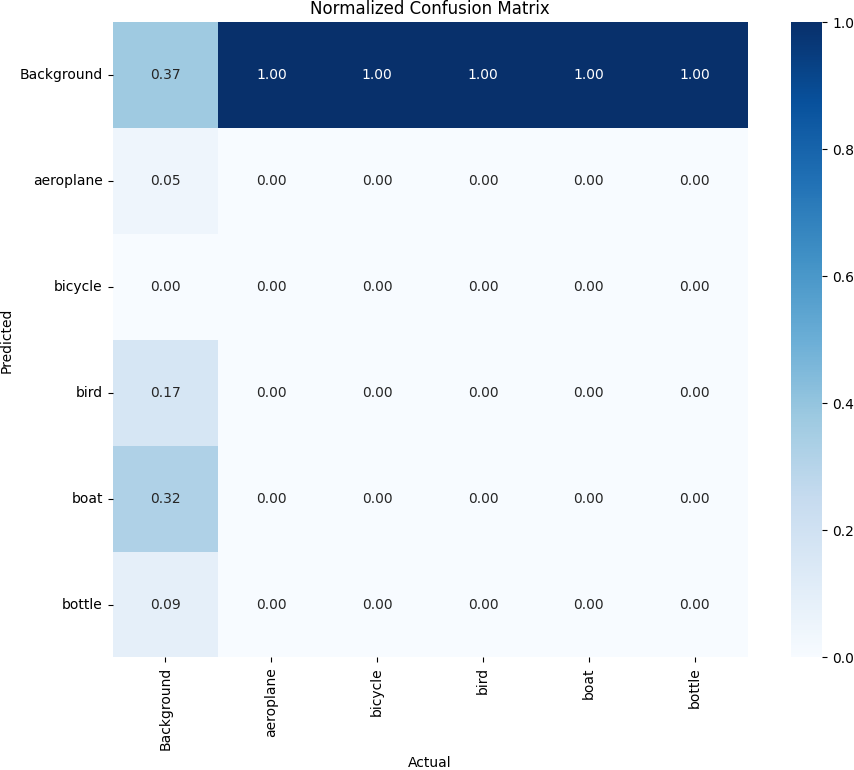 Normalized Confusion Matrix
Background 0.37 1.00 1.00 1.00 1.00 1.00
aeroplane 0.05 0.00 0.00 0.00 0.00 0.00
bicycle 0.00 0.00 0.00 0.00 0.00 0.00
bird 0.17 0.00 0.00 0.00 0.00 0.00
boat 0.32 0.00 0.00 0.00 0.00 0.00
bottle 0.09 0.00 0.00 0.00 0.00 0.00
Background aeroplane bicycle bird boat bottle
Predicted
Actual
1.0
0.8
0.6
0.4
0.2
0.0